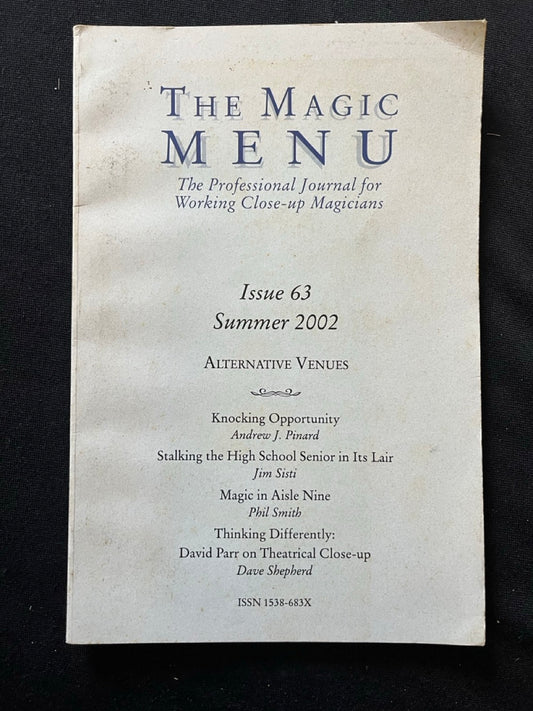 THE MAGIC
MENU
The Professional Journal for
Working Close-up Magicians
Issue 63
Summer 2002
ALTERNATIVE VENUES
Knocking Opportunity
Andrew J. Pinard
Stalking the High School Senior in Its Lair
Jim Sisti
Magic in Aisle Nine
Phil Smith
Thinking Differently:
David Parr on Theatrical Close-up
Dave Shepherd
ISSN 1538-683X